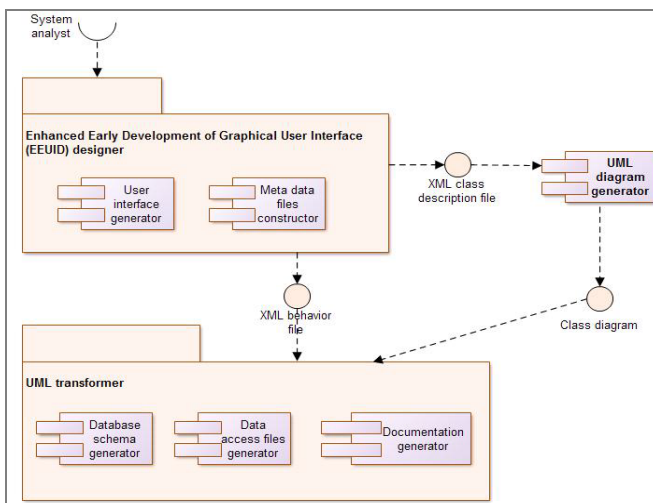 System
analyst
Enhanced Early Development of Graphical User Interface
(EEUID) designer
User
interface
generator
Meta data
files
constructor
XML class
description file
UML
diagram
generator
XML behavior
file
Class diagram
UML transformer
Database
schema
generator
Data
access files
generator
Documentation
generator